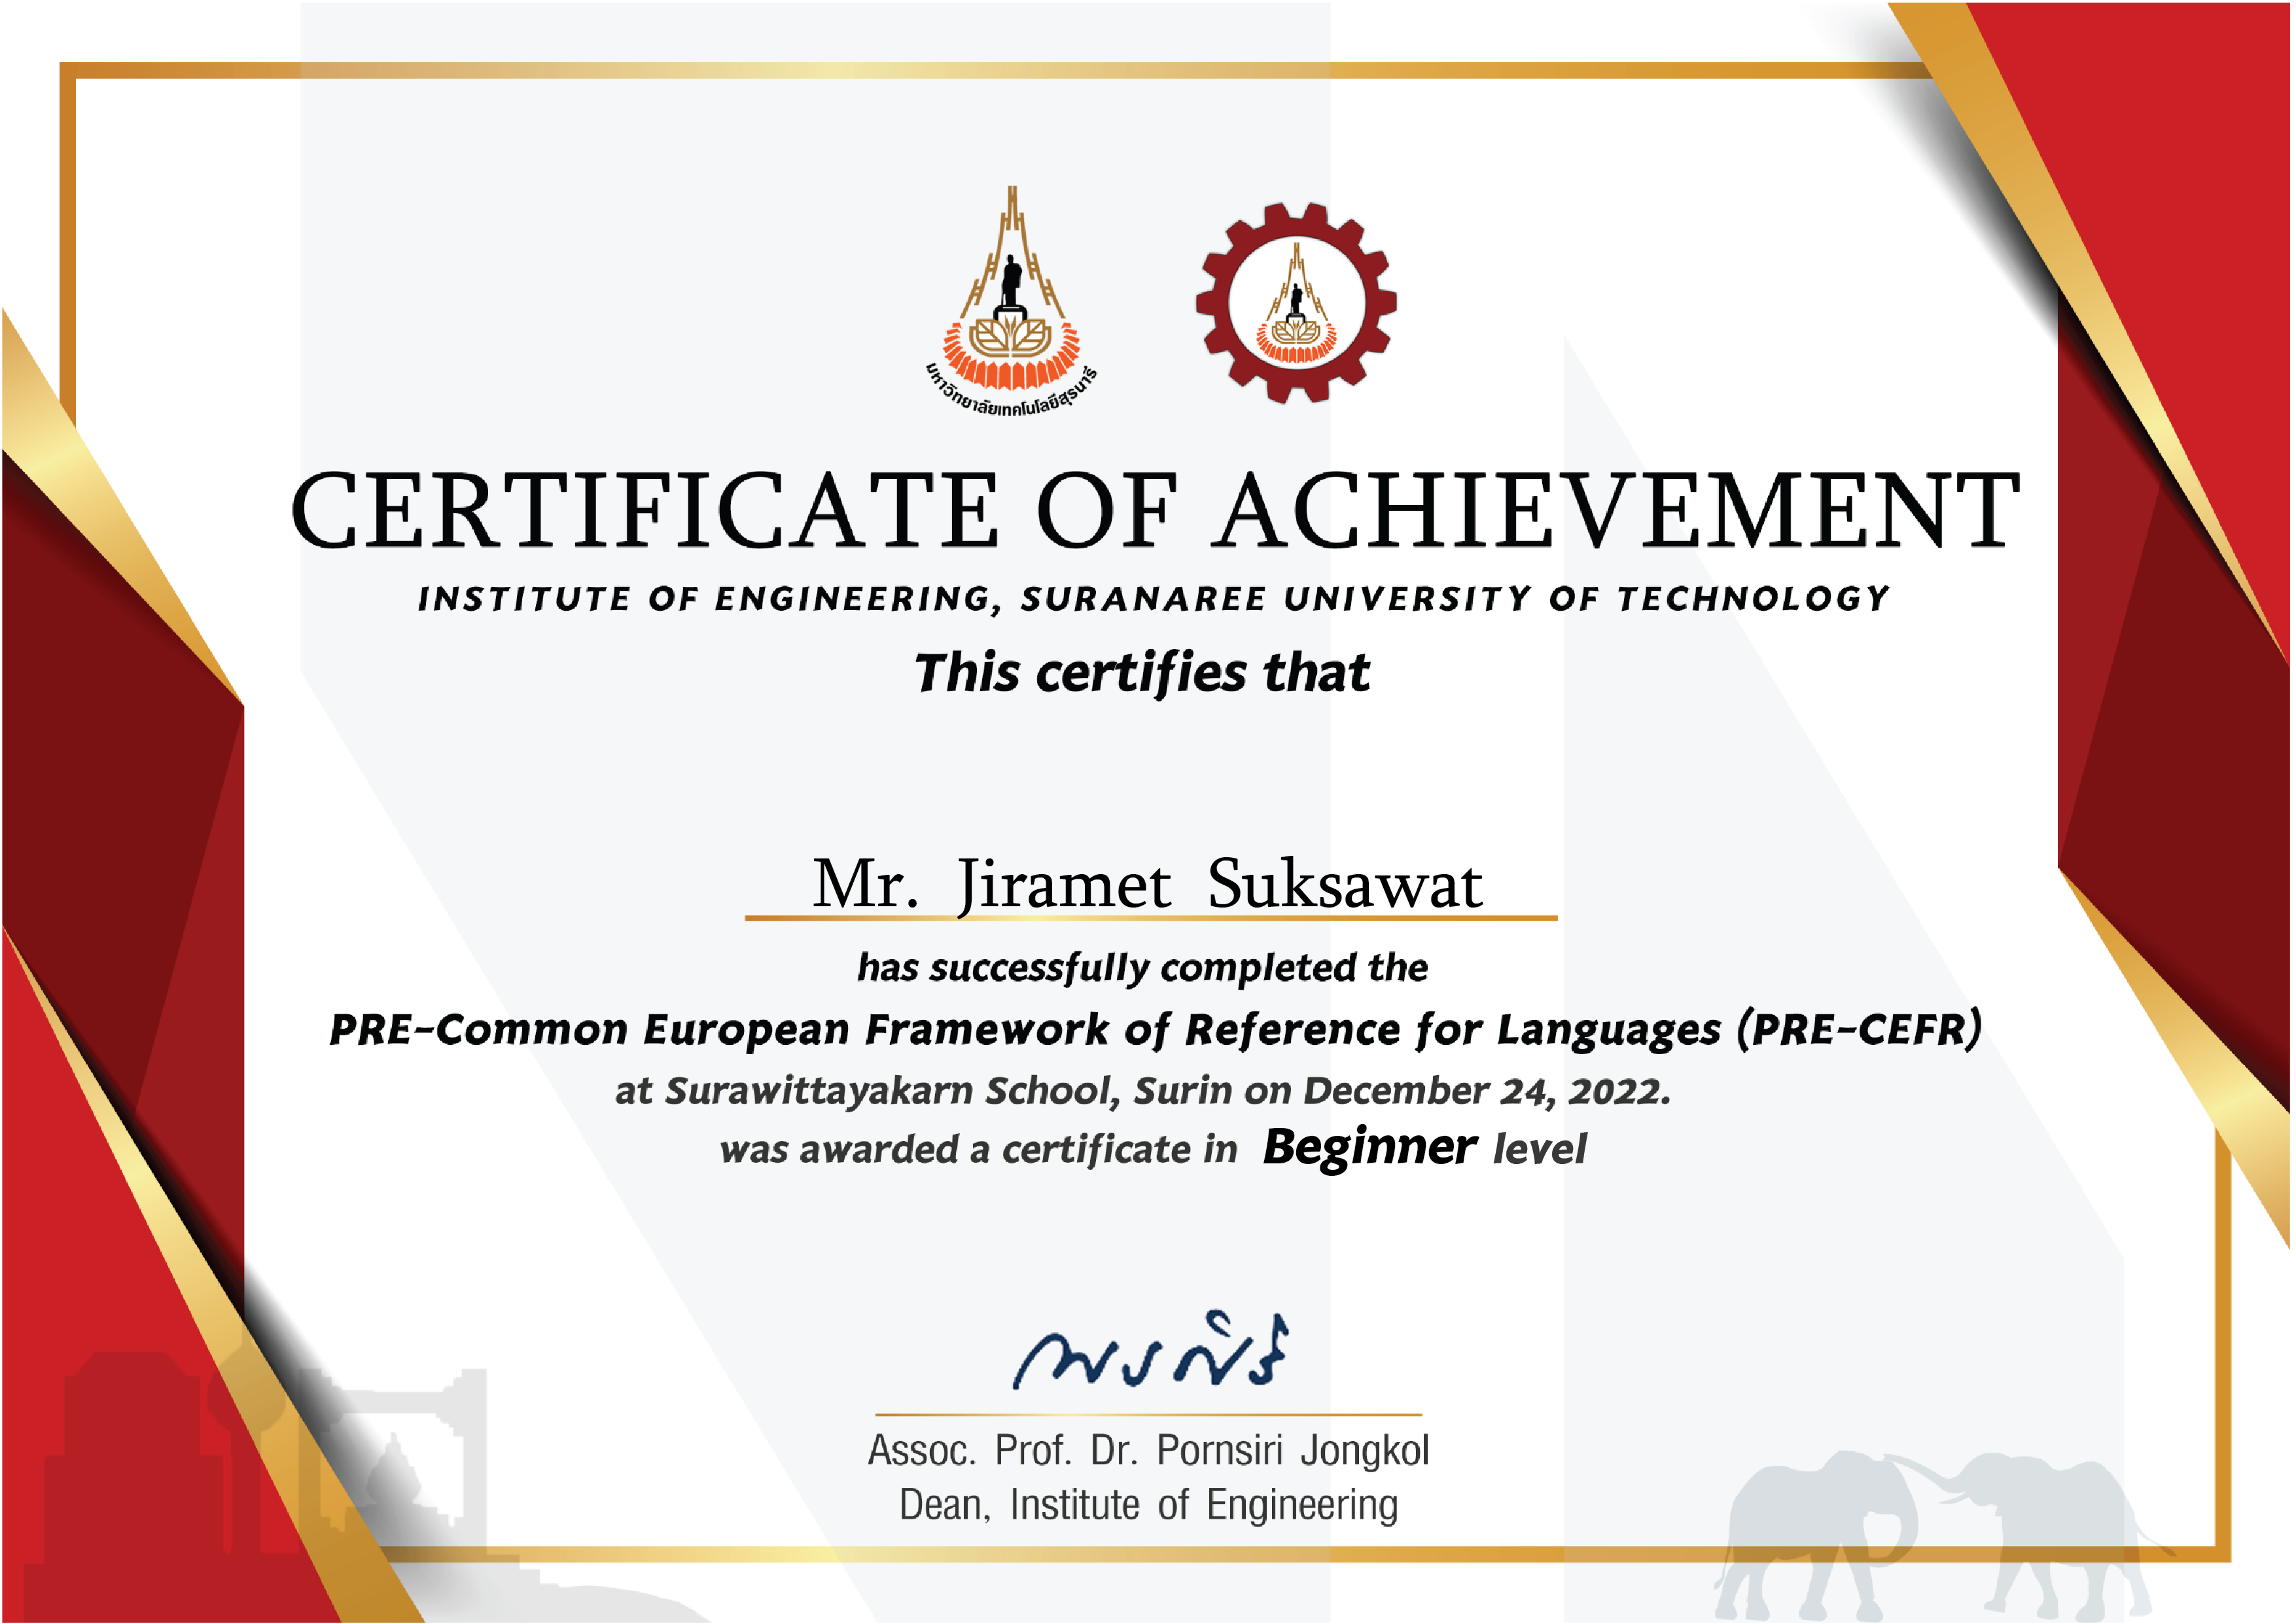 มหาวิทยาลัยเทคโนโลยีสุรนารี
CERTIFICATE OF ACHIEVEMENT
INSTITUTE OF ENGINEERING, SURANAREE UNIVERSITY OF TECHNOLOGY
This certifies that
Mr. Jiramet Suksawat
has successfully completed the
PRE-Common European Framework of Reference for Languages (PRE-CEFR)
at Surawittayakarn School, Surin on December 24, 2022.
was awarded a certificate in Beginner level
พรศิริ
Assoc. Prof. Dr. Pornsiri Jongkol
Dean, Institute of Engineering